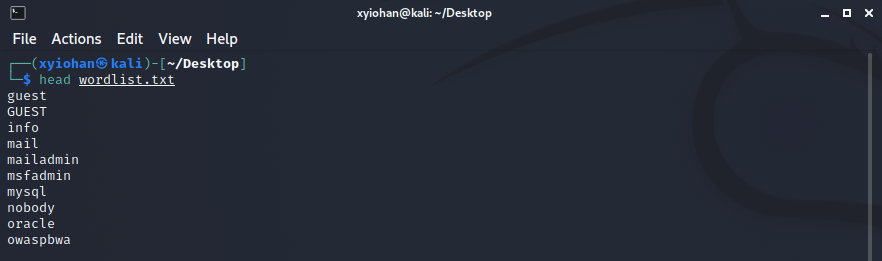 xyiohan@kali: ~/Desktop
File Actions Edit View Help
┌──(xyiohan㉿kali)-[~/Desktop]
└─$ head wordlist.txt
guest
GUEST
info
mail
mailadmin
msfadmin
mysql
nobody
oracle
owaspbwa